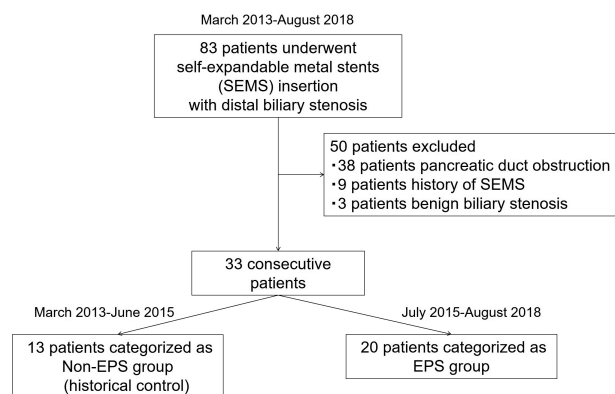 March 2013-August 2018
83 patients underwent
self-expandable metal stents
(SEMS) insertion
with distal biliary stenosis
50 patients excluded
・38 patients pancreatic duct obstruction
・9 patients history of SEMS
・3 patients benign biliary stenosis
33 consecutive
patients
March 2013-June 2015
July 2015-August 2018
13 patients categorized as
Non-EPS group
(historical control)
20 patients categorized as
EPS group